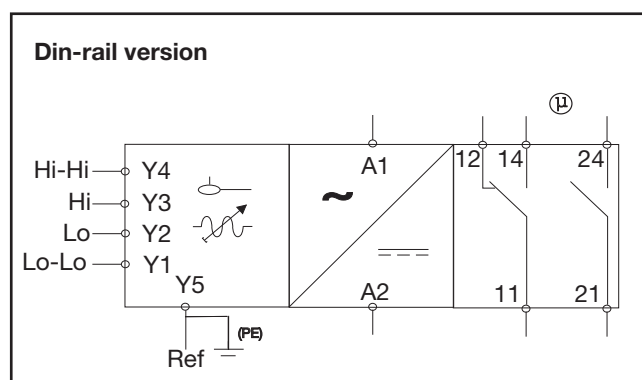 Din-rail version
µ
A1
12 14 24
Hi-Hi Y4
Hi Y3
Lo Y2
Lo-Lo Y1
Y5
A2
11 21
(PE)
Ref